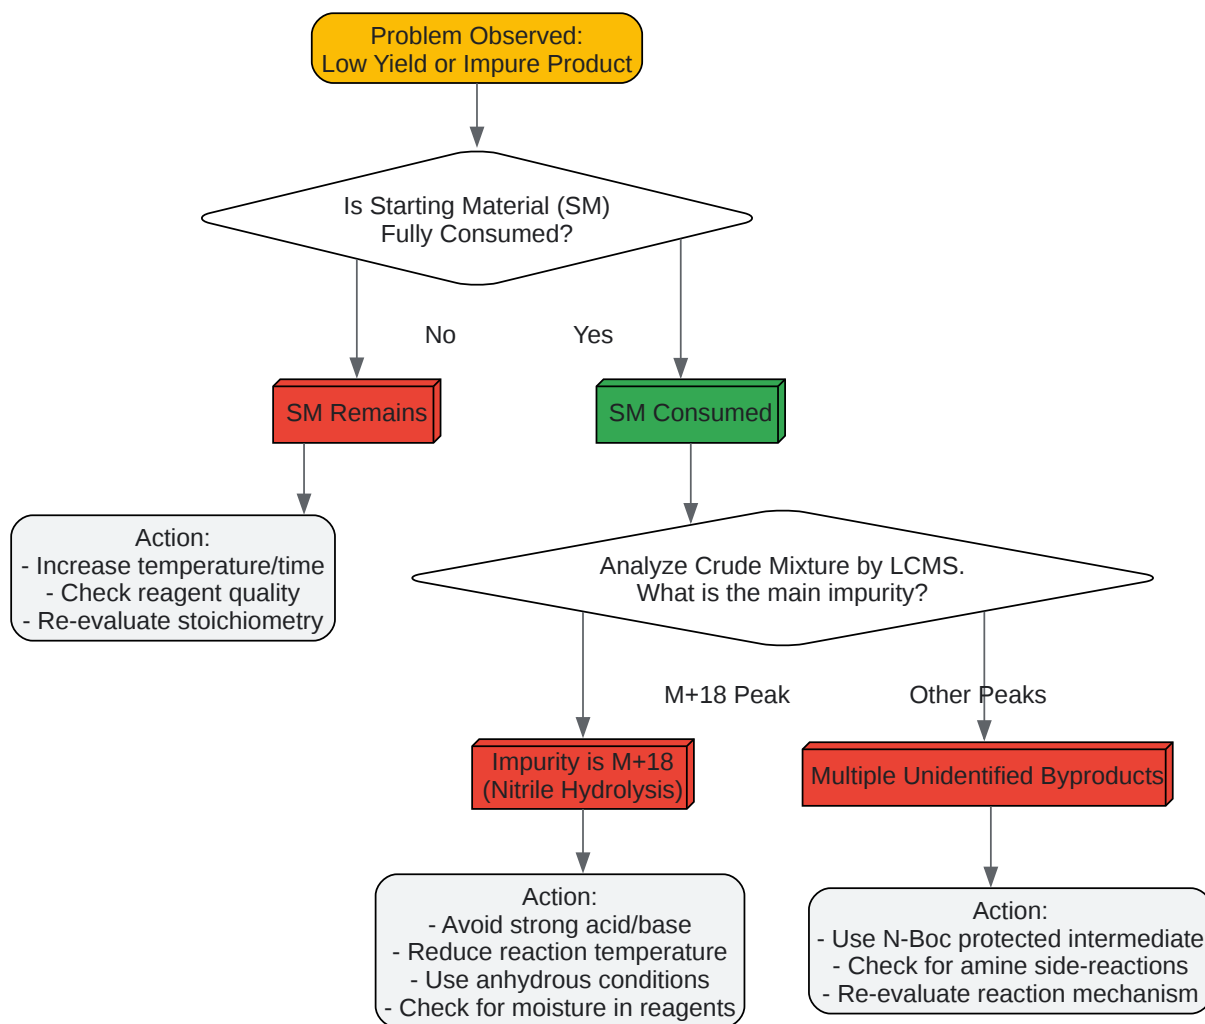 Problem Observed:
Low Yield or Impure Product
Is Starting Material (SM)
Fully Consumed?
No
Yes
SM Remains
SM Consumed
Action:
- Increase temperature/time
- Check reagent quality
- Re-evaluate stoichiometry
Analyze Crude Mixture by LCMS.
What is the main impurity?
M+18 Peak
Other Peaks
Impurity is M+18
(Nitrile Hydrolysis)
Multiple Unidentified Byproducts
Action:
- Avoid strong acid/base
- Reduce reaction temperature
- Use anhydrous conditions
- Check for moisture in reagents
Action:
- Use N-Boc protected intermediate
- Check for amine side-reactions
- Re-evaluate reaction mechanism